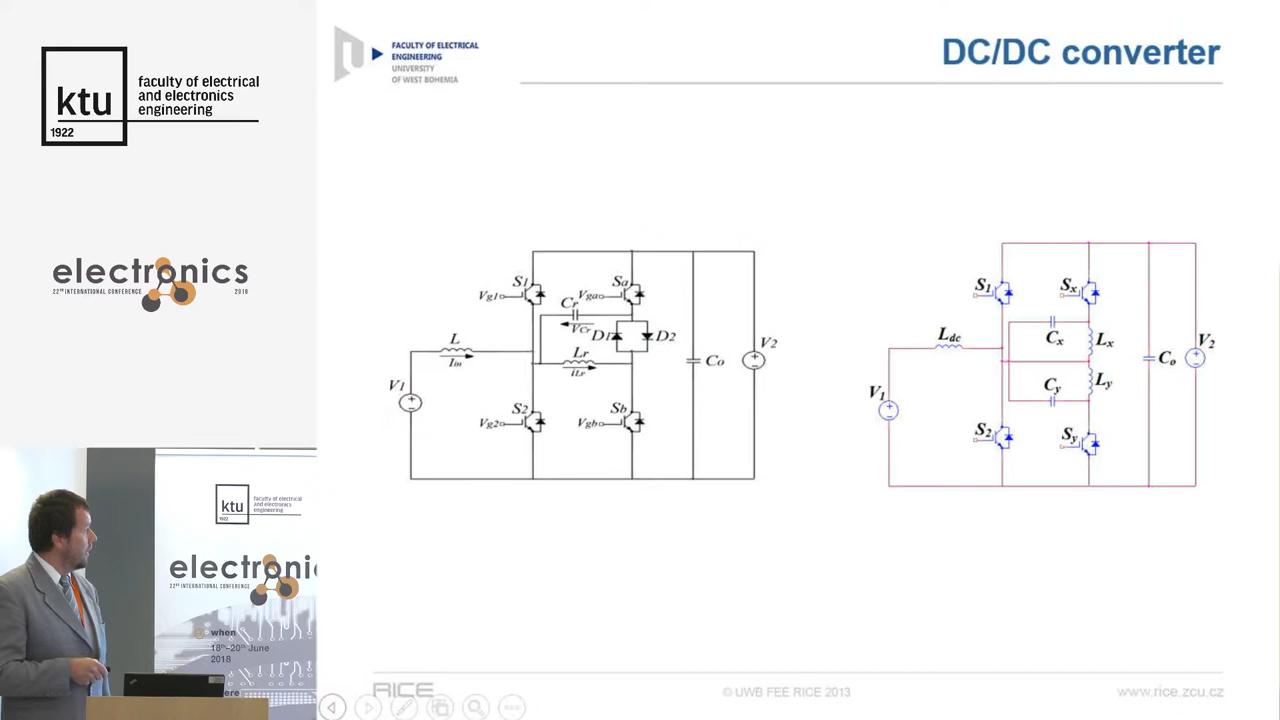 ktu
1922
faculty of electrical
and electronics
engineering
electronics
22ND INTERNATIONAL CONFERENCE 2018
FACULTY OF ELECTRICAL
ENGINEERING
UNIVERSITY
OF WEST BOHEMIA
DC/DC converter
S1
Vg1
Sa
Vga
Cr
VCr
D1
D2
L
Iin
Lr
iLr
V1
S2
Vg2
Sb
Vgb
Co
V2
S1
Sx
Ldc
Cx
Lx
Cy
Ly
V1
S2
Sy
Co
V2
ktu
1922
faculty of electrical
and electronics
engineering
electronic
22ND INTERNATIONAL CONFERENCE
when
18th-20th June
2018
ere
RICE
© UWB FEE RICE 2013
www.rice.zcu.cz